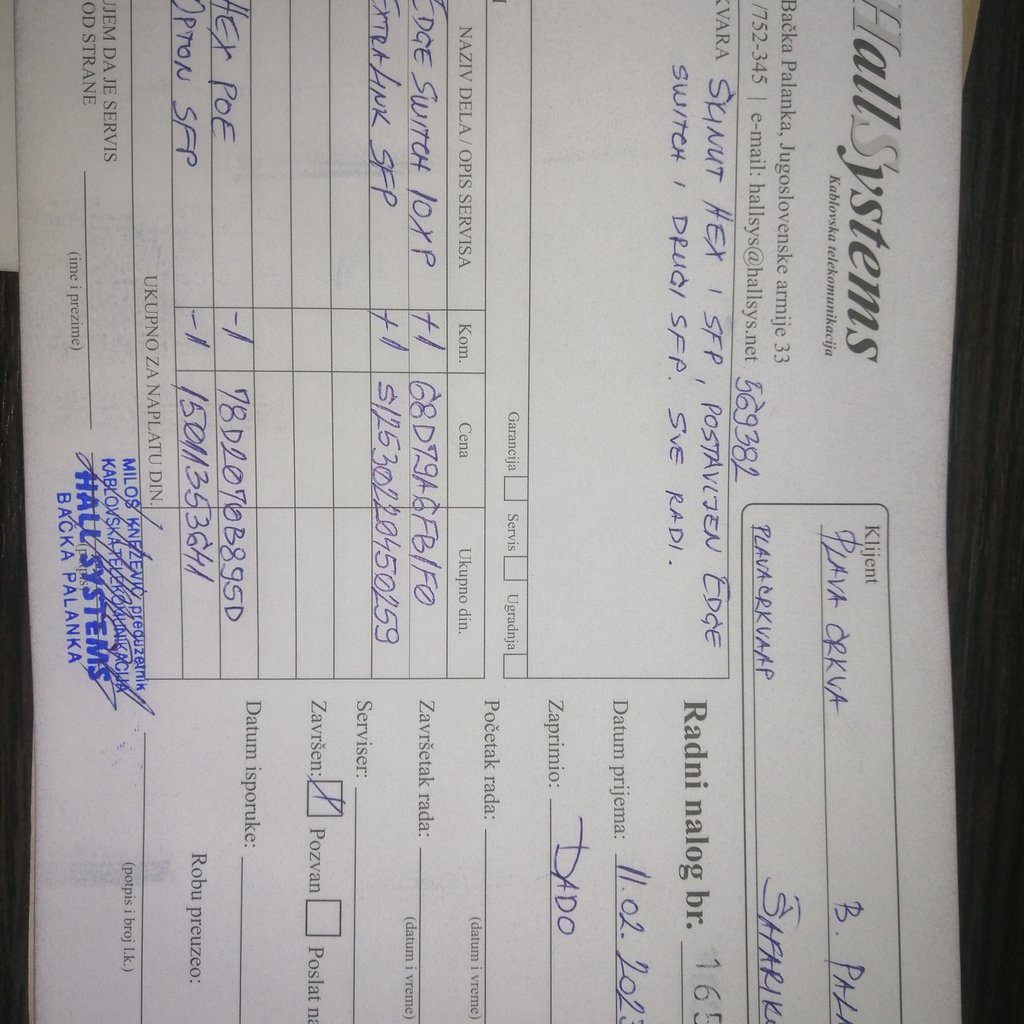 HallSystems
Kablovska telekomunikacija
Bačka Palanka, Jugoslovenske armije 33
/752-345 | e-mail: hallsys@hallsys.net
569382
Klijent
PLAVA CRKVA B. PALA
PLAVACRKVABAP ŠAFARIKO
KVARA SKINUT HEX I SFP, POSTAVLJEN EDGE
SWITCH I DRUGI SFP. SVE RADI.
Garancija Servis Ugradnja
Radni nalog br. 165
Datum prijema: 11.02.2023
Zaprimio: DADO
Početak rada:
(datum i vreme)
Završetak rada:
(datum i vreme)
Serviser:
Završen: X Pozvan Poslat na
Datum isporuke:
Robu preuzeo:
(potpis i broj l.k.)
NAZIV DELA / OPIS SERVISA Kom. Cena Ukupno din.
EDGE SWITCH 10XP +1 68D79AGFB1F0
EXTRALINK SFP +1 S12530220450259
HEX POE -1 78D2070B895D
OPTON SFP -1 15011353641
UKUPNO ZA NAPLATU DIN.
UJEM DA JE SERVIS
OD STRANE
(ime i prezime)
MILOŠ KNEŽEVIĆ preduzetnik
KABLOVSKA TELEKOMUNIKACIJA
HALL SYSTEMS
BAČKA PALANKA